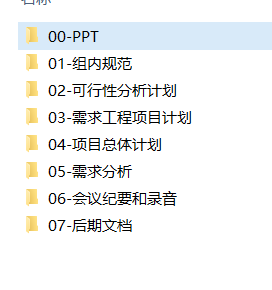 名称
00-PPT
01-组内规范
02-可行性分析计划
03-需求工程项目计划
04-项目总体计划
05-需求分析
06-会议纪要和录音
07-后期文档